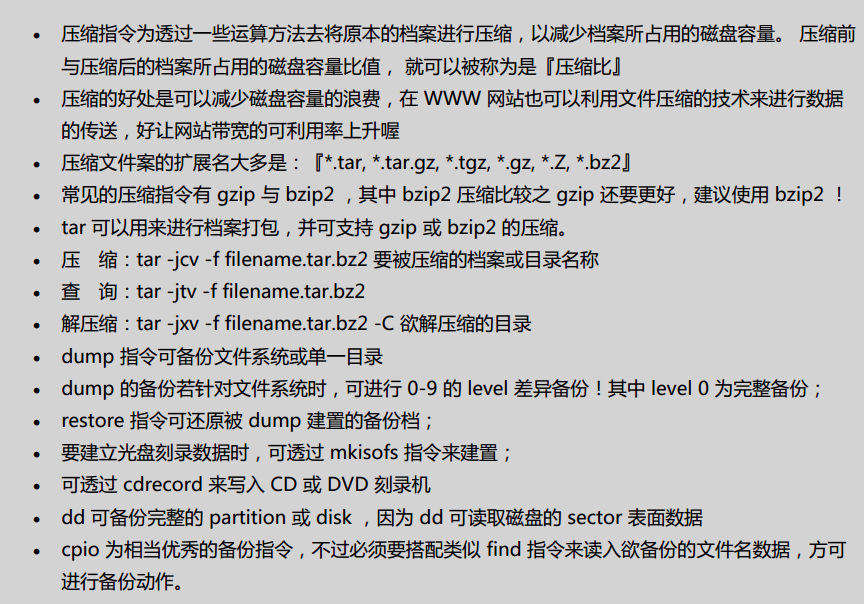 • 压缩指令为透过一些运算方法去将原本的档案进行压缩，以减少档案所占用的磁盘容量。 压缩前
与压缩后的档案所占用的磁盘容量比值， 就可以被称为是『压缩比』
• 压缩的好处是可以减少磁盘容量的浪费，在 WWW 网站也可以利用文件压缩的技术来进行数据
的传送，好让网站带宽的可利用率上升喔
• 压缩文件案的扩展名大多是：『*.tar, *.tar.gz, *.tgz, *.gz, *.Z, *.bz2』
• 常见的压缩指令有 gzip 与 bzip2 ，其中 bzip2 压缩比较之 gzip 还要更好，建议使用 bzip2 ！
• tar 可以用来进行档案打包，并可支持 gzip 或 bzip2 的压缩。
• 压　缩：tar -jcv -f filename.tar.bz2 要被压缩的档案或目录名称
• 查　询：tar -jtv -f filename.tar.bz2
• 解压缩：tar -jxv -f filename.tar.bz2 -C 欲解压缩的目录
• dump 指令可备份文件系统或单一目录
• dump 的备份若针对文件系统时，可进行 0-9 的 level 差异备份！其中 level 0 为完整备份；
• restore 指令可还原被 dump 建置的备份档；
• 要建立光盘刻录数据时，可透过 mkisofs 指令来建置；
• 可透过 cdrecord 来写入 CD 或 DVD 刻录机
• dd 可备份完整的 partition 或 disk ，因为 dd 可读取磁盘的 sector 表面数据
• cpio 为相当优秀的备份指令，不过必须要搭配类似 find 指令来读入欲备份的文件名数据，方可
进行备份动作。